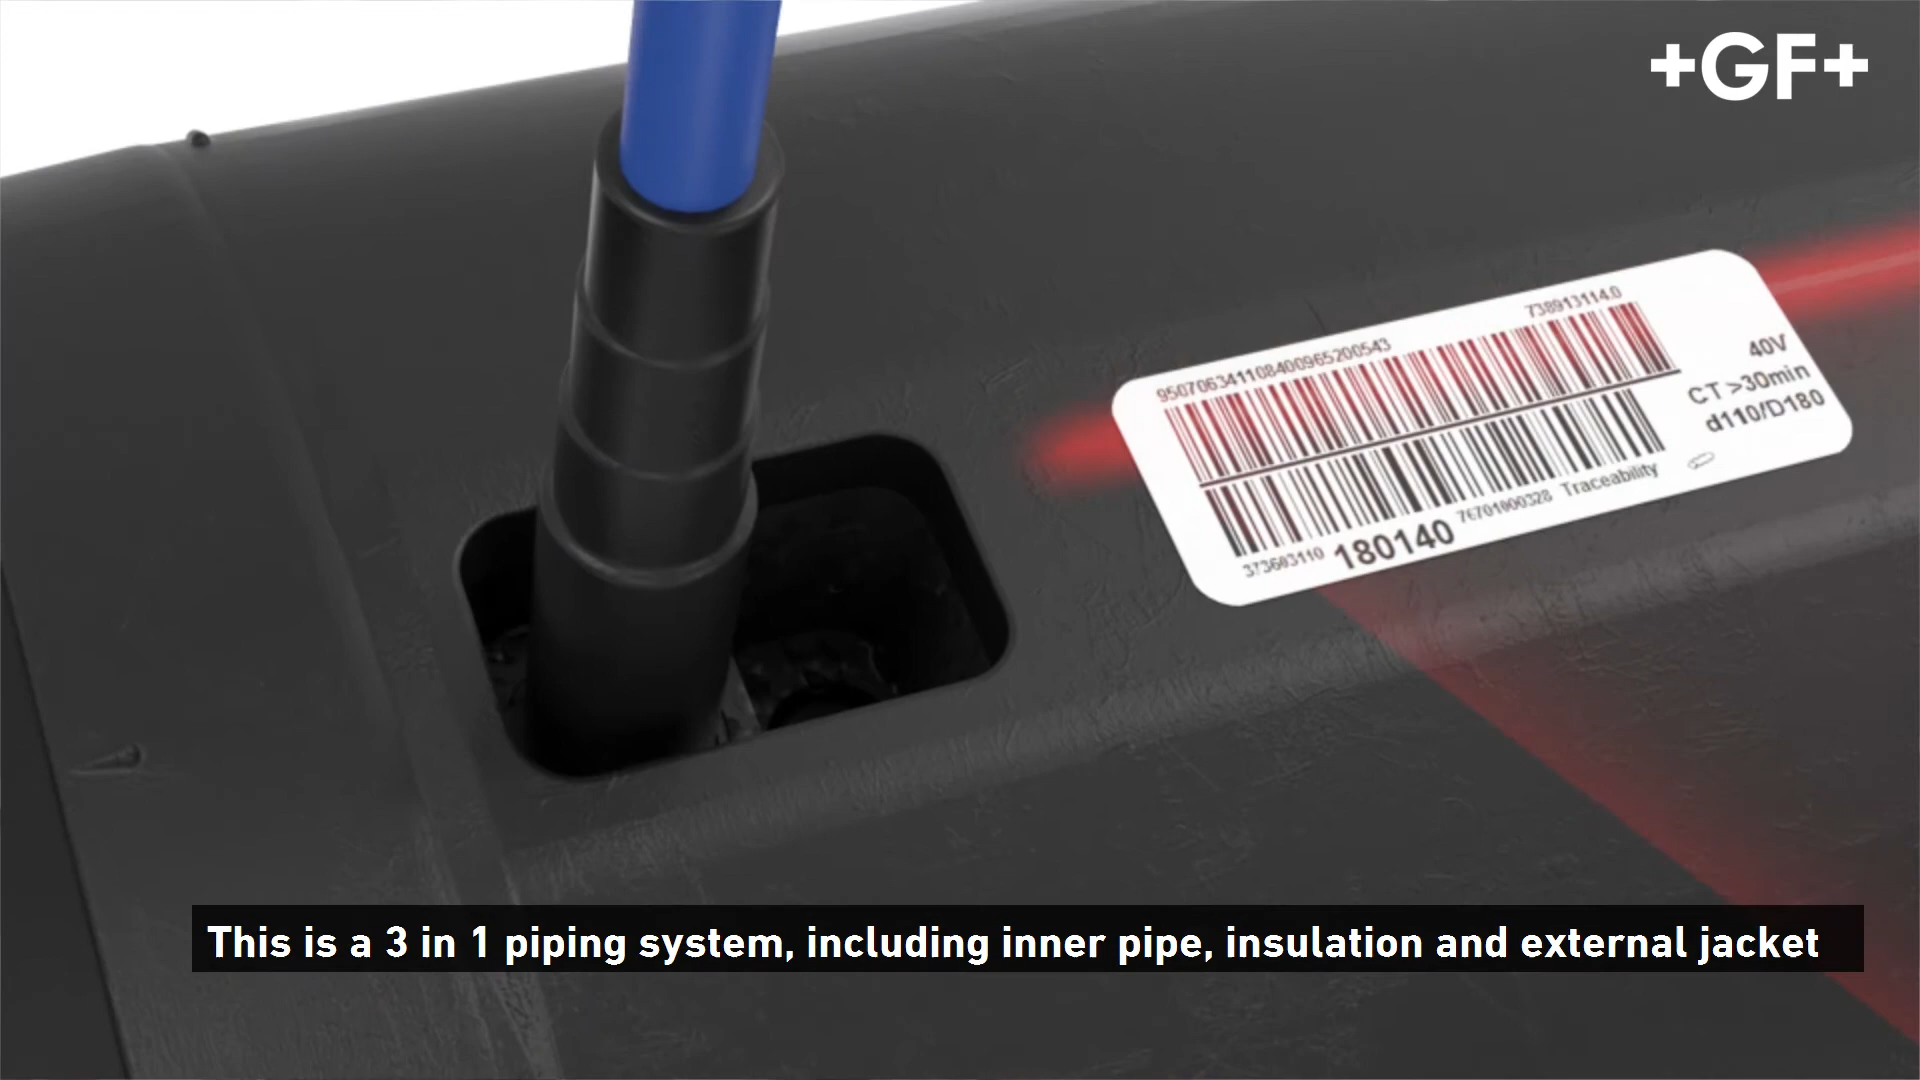 +GF+
738913114.0
950706341108400965200543
40V
CT >30min
d110/D180
373603110 180140 76701000328 Traceability
This is a 3 in 1 piping system, including inner pipe, insulation and external jacket